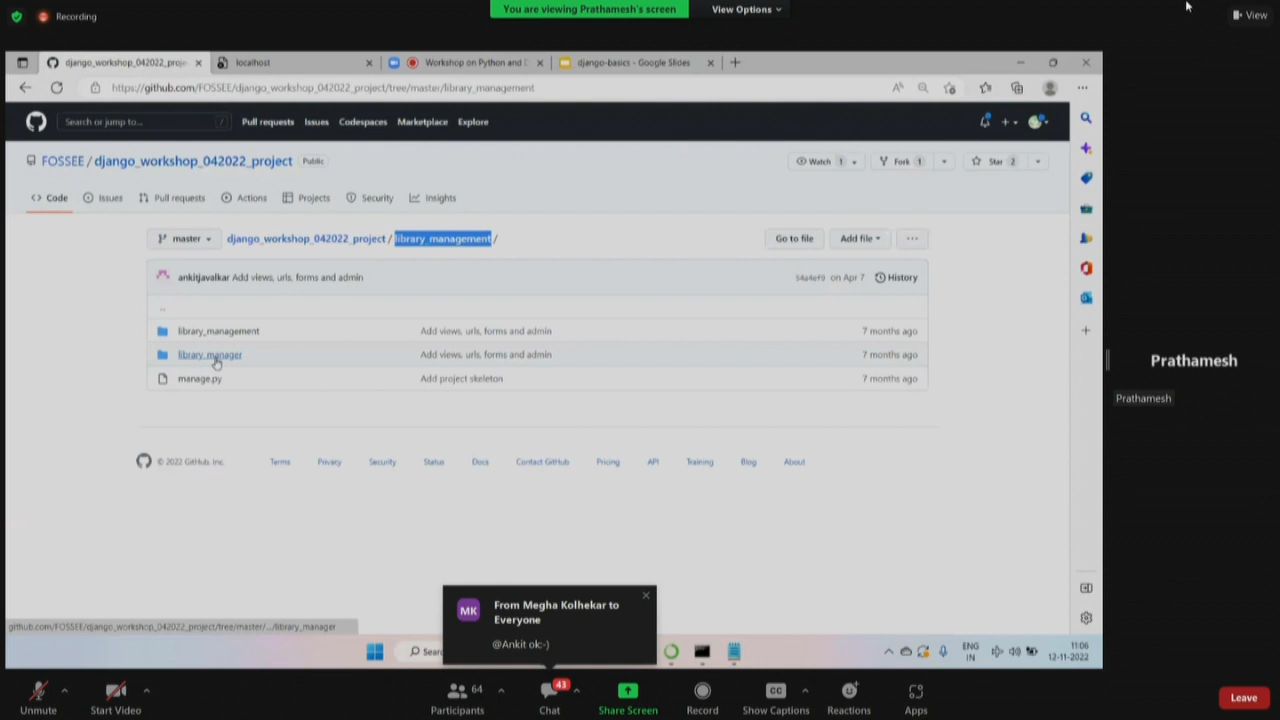 Recording
You are viewing Prathamesh's screen
View Options
View
django_workshop_042022_proje
localhost
Workshop on Python and
django-basics - Google Slides
https://github.com/FOSSEE/django_workshop_042022_project/tree/master/library_management
Search or jump to...
/
Pull requests
Issues
Codespaces
Marketplace
Explore
FOSSEE / django_workshop_042022_project
Public
Watch 1
Fork 1
Star 2
<> Code
Issues
Pull requests
Actions
Projects
Security
Insights
master
django_workshop_042022_project / library_management /
Go to file
Add file
...
ankitjavalkar Add views, urls, forms and admin
on Apr 7
History
..
library_management
Add views, urls, forms and admin
7 months ago
library_manager
Add views, urls, forms and admin
7 months ago
manage.py
Add project skeleton
7 months ago
© 2022 GitHub, Inc.
Terms
Privacy
Security
Status
Docs
Contact GitHub
Pricing
API
Training
Blog
About
Prathamesh
Prathamesh
MK
From Megha Kolhekar to
Everyone
@Ankit ok:-)
github.com/FOSSEE/django_workshop_042022_project/tree/master/.../library_manager
Sear
ENG
IN
11:06
12-11-2022
Unmute
Start Video
64
Participants
43
Chat
Share Screen
Record
CC
Show Captions
Reactions
Apps
Leave